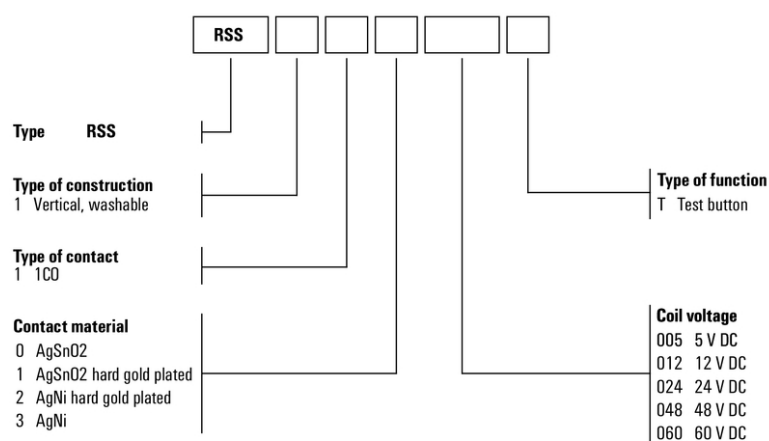 RSS
Type RSS
Type of construction
1 Vertical, washable
Type of contact
1 1CO
Contact material
0 AgSnO2
1 AgSnO2 hard gold plated
2 AgNi hard gold plated
3 AgNi
Type of function
T Test button
Coil voltage
005 5 V DC
012 12 V DC
024 24 V DC
048 48 V DC
060 60 V DC